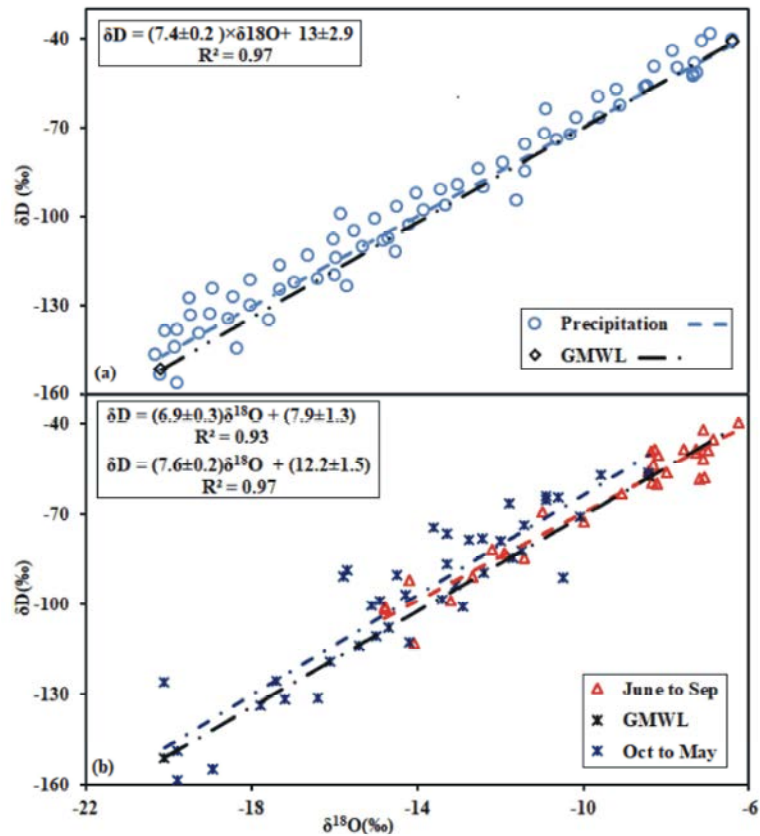 δD = (7.4±0.2 )×δ18O+ 13±2.9
R² = 0.97
-40
-70
-100
-130
-160
δD (‰)
Precipitation
GMWL
(a)
δD = (6.9±0.3)δ¹⁸O + (7.9±1.3)
R² = 0.93
δD = (7.6±0.2)δ¹⁸O + (12.2±1.5)
R² = 0.97
-40
-70
-100
-130
-160
δD(‰)
June to Sep
GMWL
Oct to May
(b)
-22
-18
-14
-10
-6
δ¹⁸O(‰)